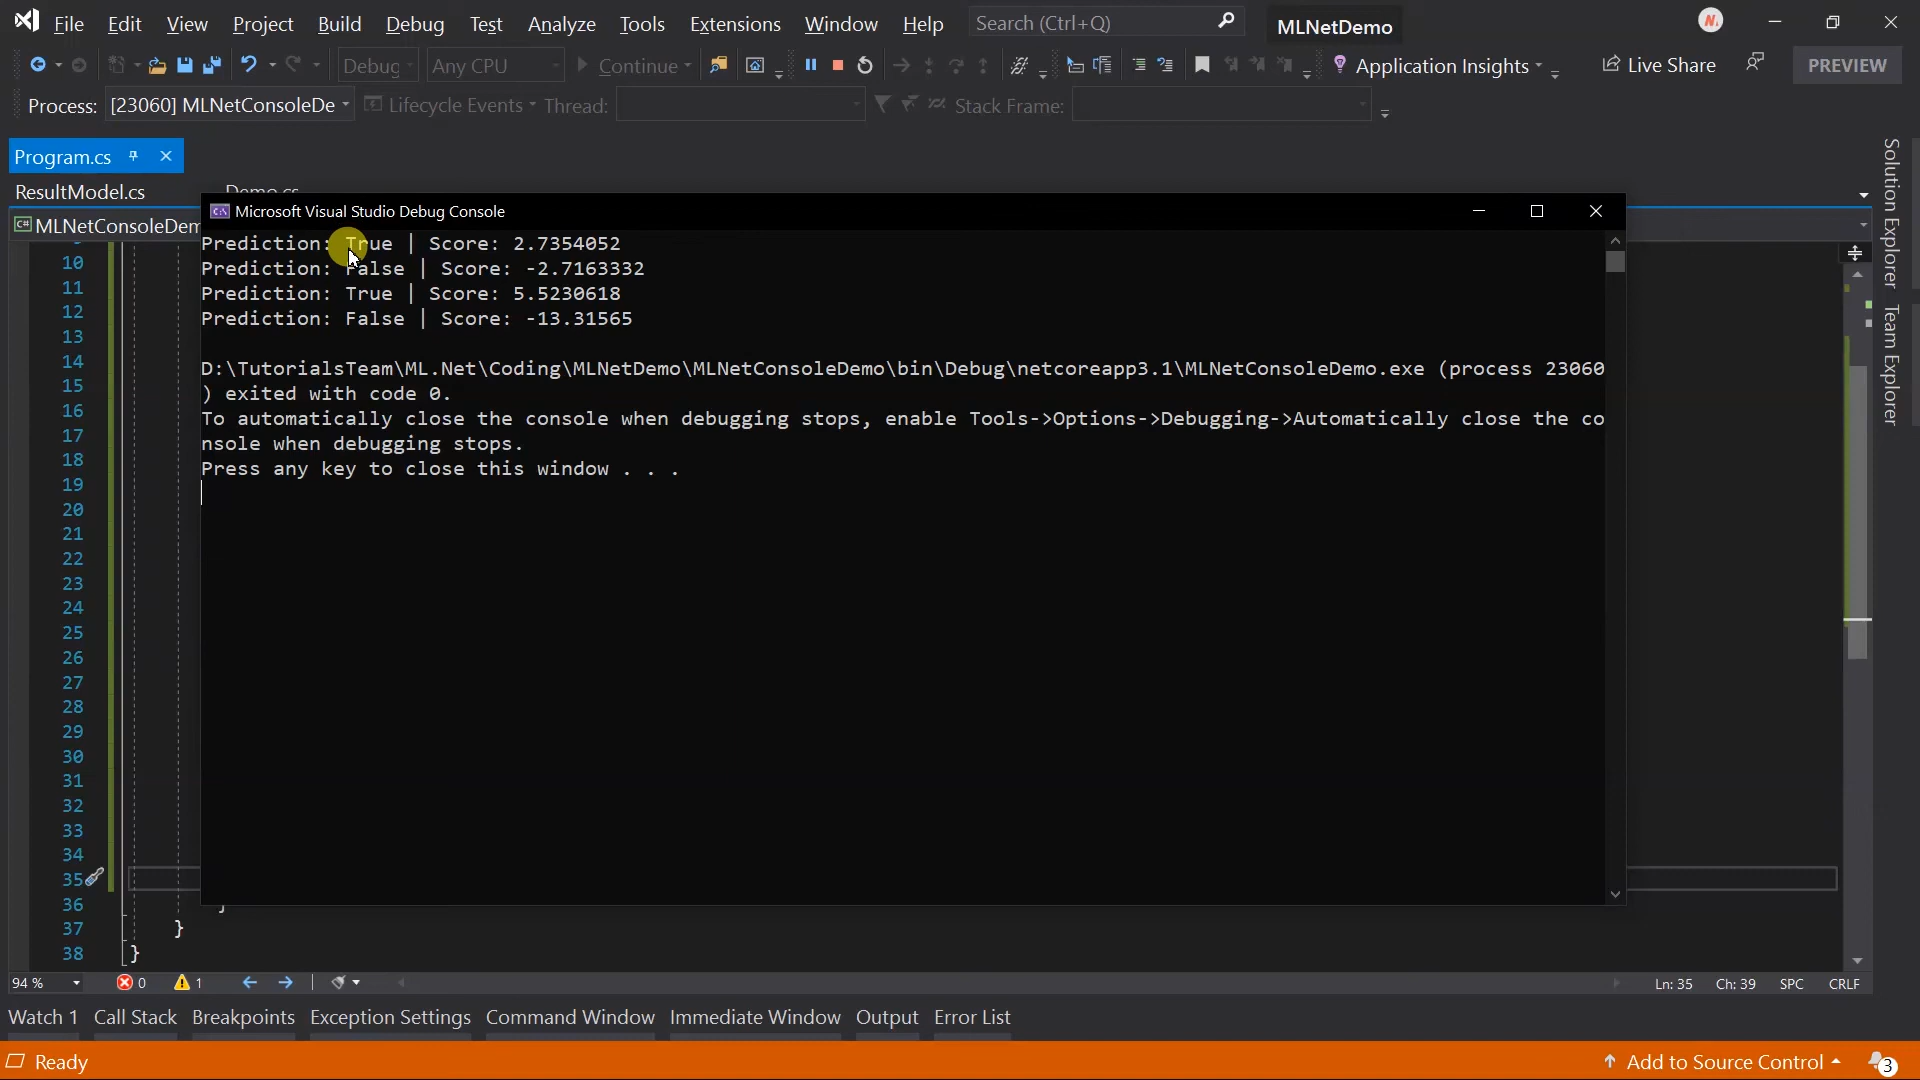 File Edit View Project Build Debug Test Analyze Tools Extensions Window Help Search (Ctrl+Q) MLNetDemo
Debug Any CPU Continue Application Insights Live Share PREVIEW
Process: [23060] MLNetConsoleDe Lifecycle Events Thread: Stack Frame:
Program.cs
ResultModel.cs Demo.cs
C# MLNetConsoleDem
Microsoft Visual Studio Debug Console
Prediction: True | Score: 2.7354052
Prediction: False | Score: -2.7163332
Prediction: True | Score: 5.5230618
Prediction: False | Score: -13.31565
D:\TutorialsTeam\ML.Net\Coding\MLNetDemo\MLNetConsoleDemo\bin\Debug\netcoreapp3.1\MLNetConsoleDemo.exe (process 23060
) exited with code 0.
To automatically close the console when debugging stops, enable Tools->Options->Debugging->Automatically close the co
nsole when debugging stops.
Press any key to close this window . . .
Solution Explorer
Team Explorer
10
11
12
13
14
15
16
17
18
19
20
21
22
23
24
25
26
27
28
29
30
31
32
33
34
35
36
37 }
38 }
94 % 0 1 Ln: 35 Ch: 39 SPC CRLF
Watch 1 Call Stack Breakpoints Exception Settings Command Window Immediate Window Output Error List
Ready Add to Source Control 3